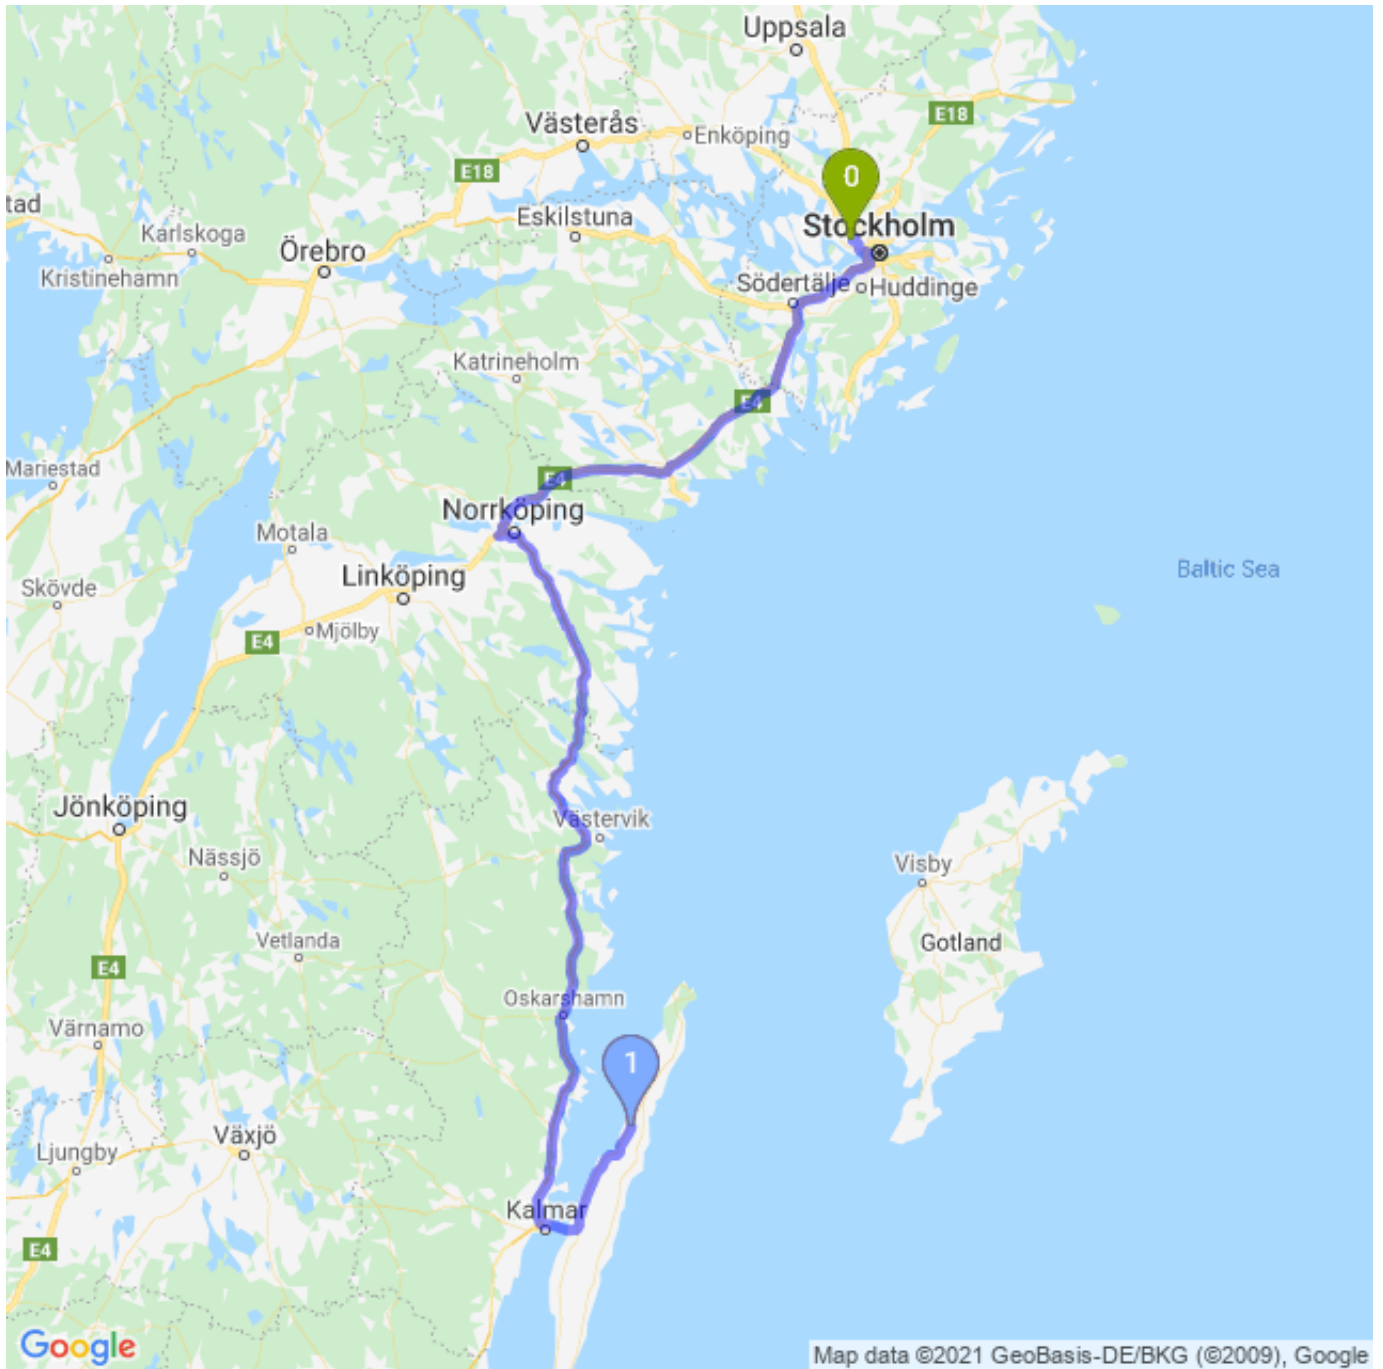 Uppsala
E18
Västerås
Enköping
0
E18
tad
Eskilstuna
Stockholm
Karlskoga
Örebro
Kristinehamn
Södertälje
Huddinge
Katrineholm
E4
Mariestad
E4
Norrköping
Motala
Baltic Sea
Linköping
Skövde
Mjölby
E4
Jönköping
Västervik
Nässjö
Visby
Vetlanda
Gotland
E4
Oskarshamn
Värnamo
1
Växjö
Ljungby
Kalmar
E4
Google
Map data ©2021 GeoBasis-DE/BKG (©2009), Google